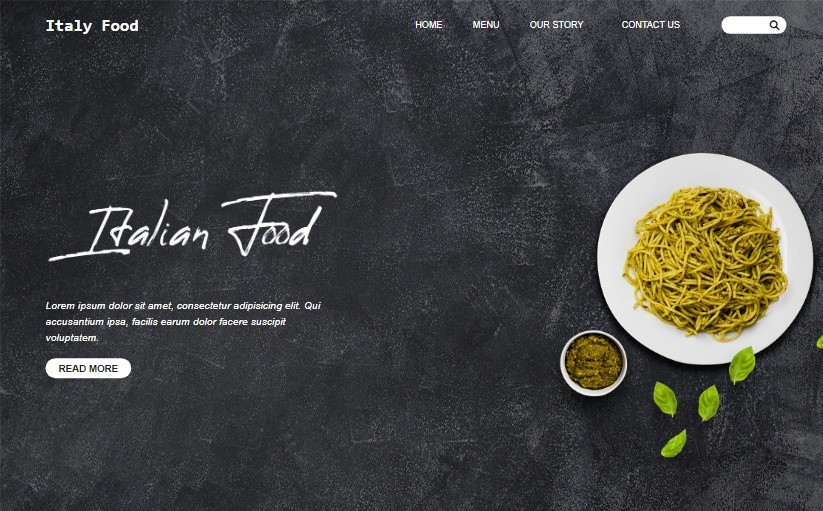 Italy Food
HOME MENU OUR STORY CONTACT US
Italian Food
Lorem ipsum dolor sit amet, consectetur adipisicing elit. Qui
accusantium ipsa, facilis earum dolor facere suscipit
voluptatem.
READ MORE